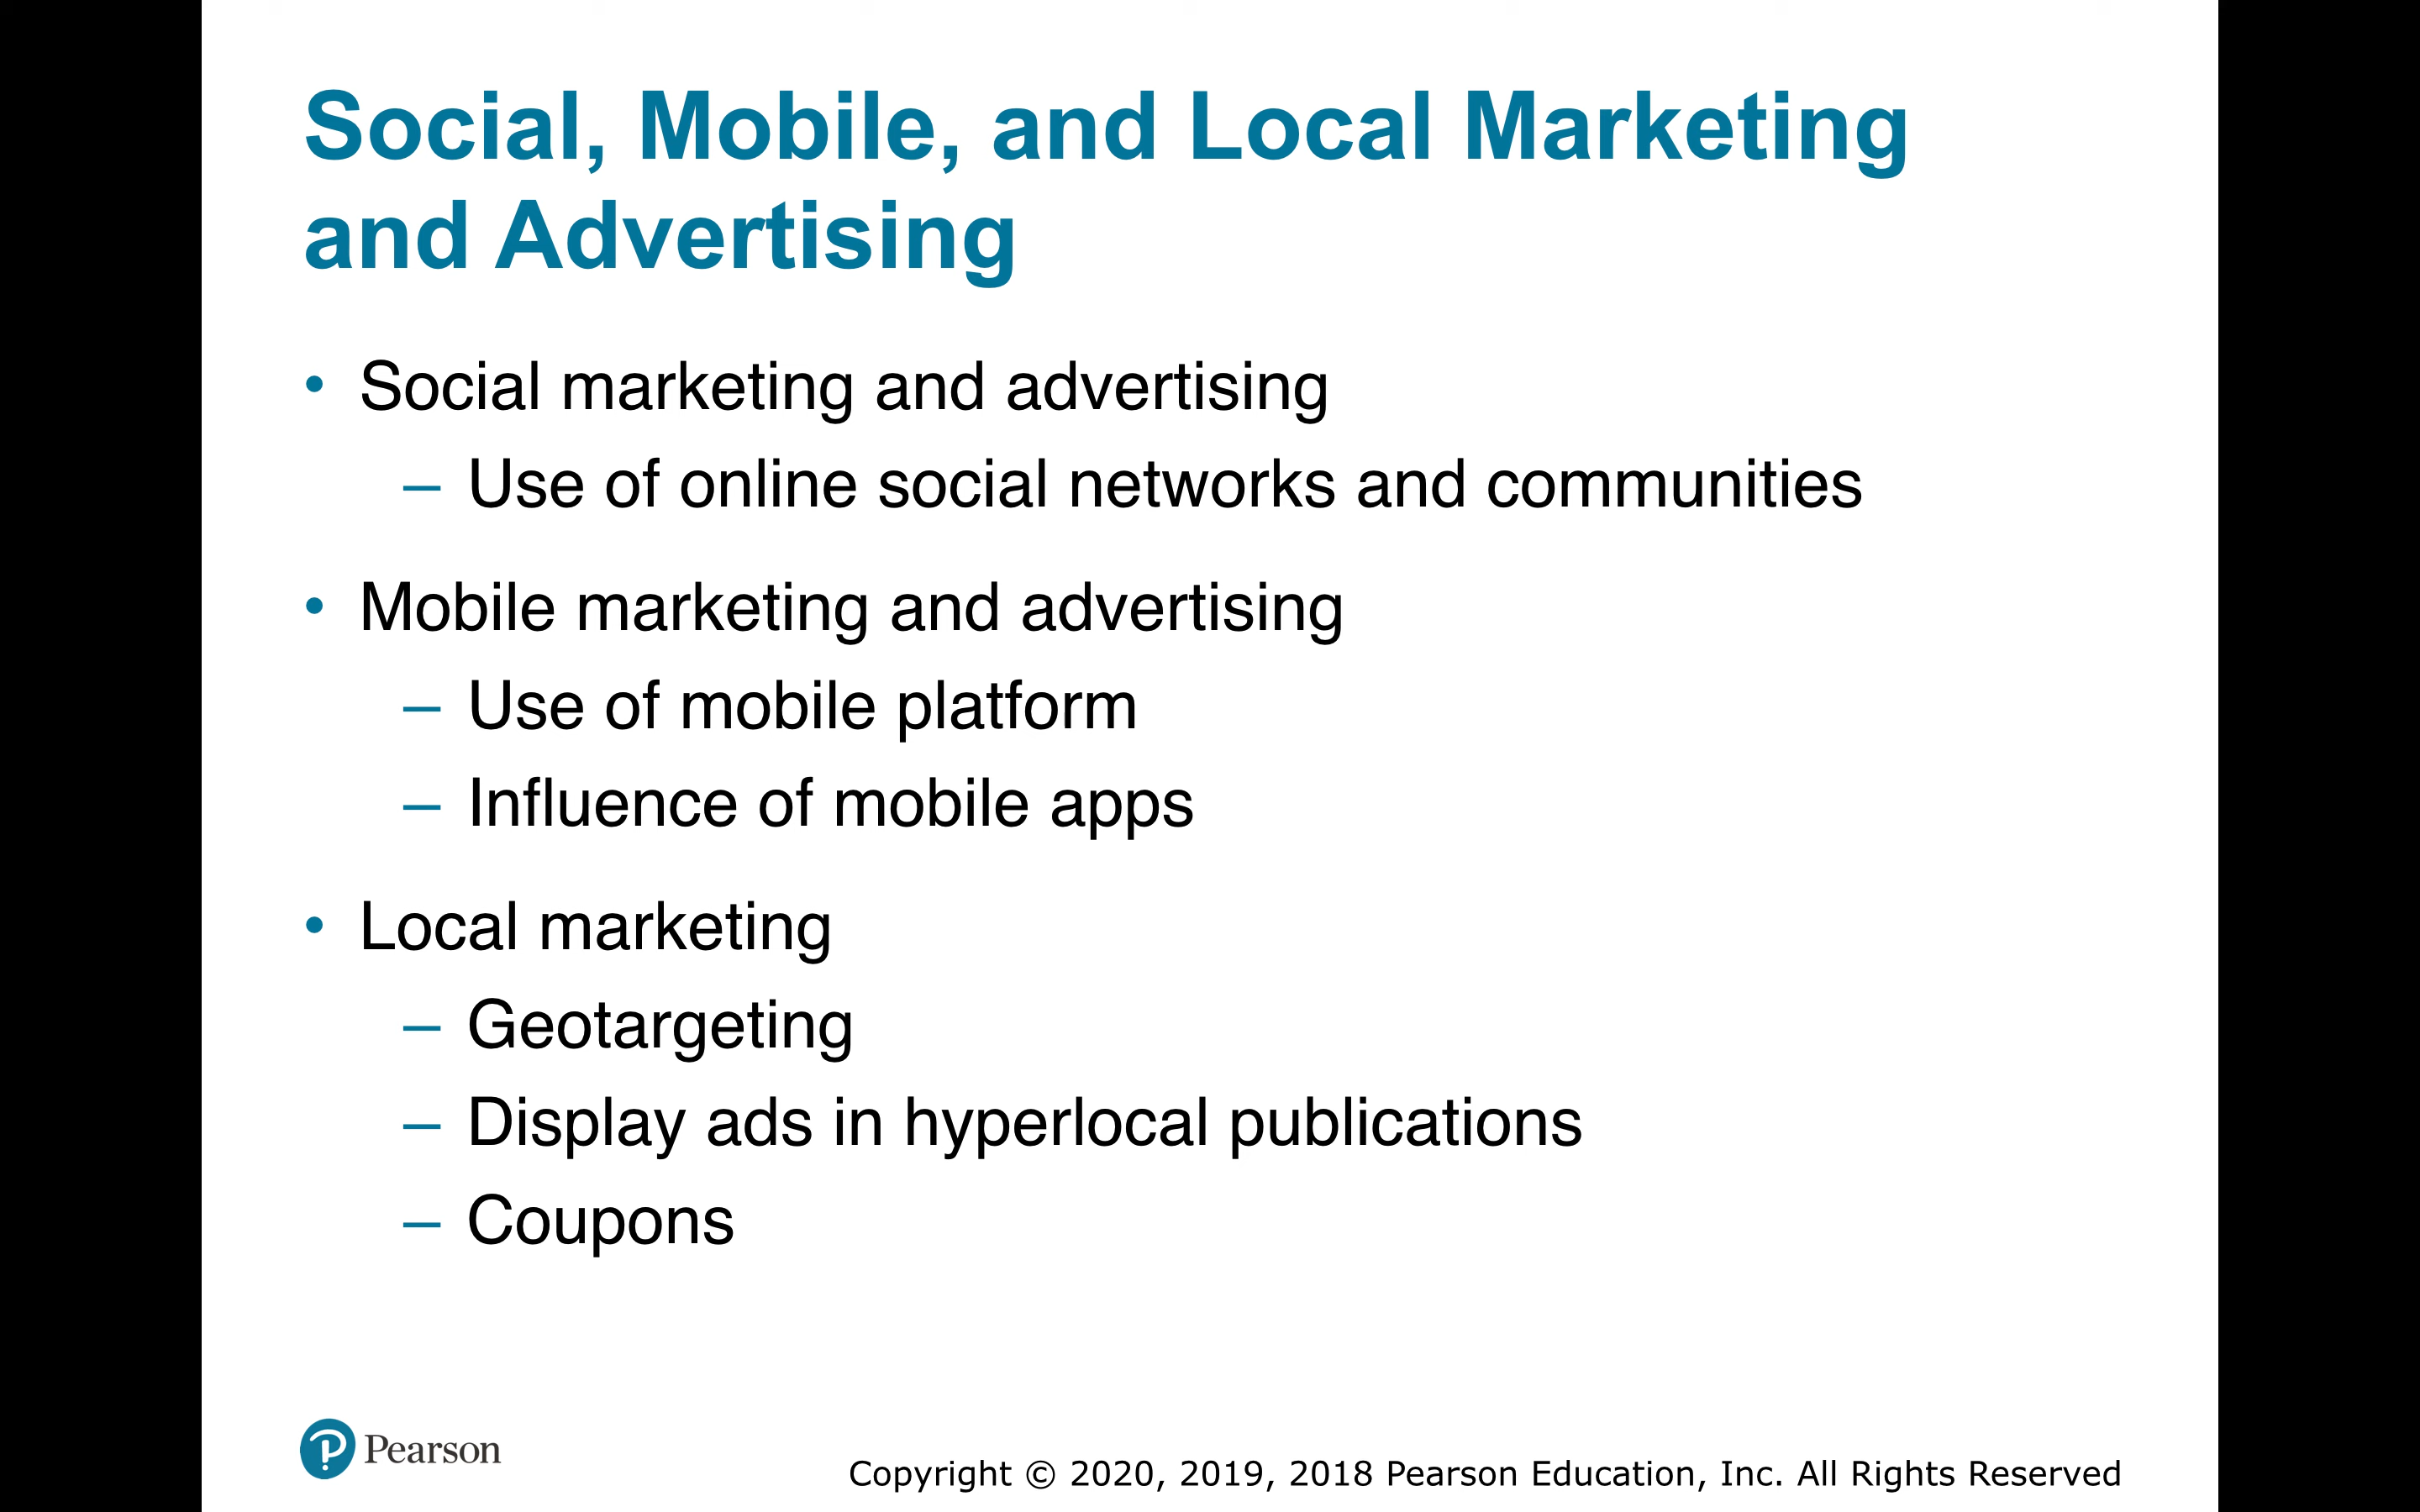 Social, Mobile, and Local Marketing
and Advertising
• Social marketing and advertising
– Use of online social networks and communities
• Mobile marketing and advertising
– Use of mobile platform
– Influence of mobile apps
• Local marketing
– Geotargeting
– Display ads in hyperlocal publications
– Coupons
Pearson
Copyright © 2020, 2019, 2018 Pearson Education, Inc. All Rights Reserved